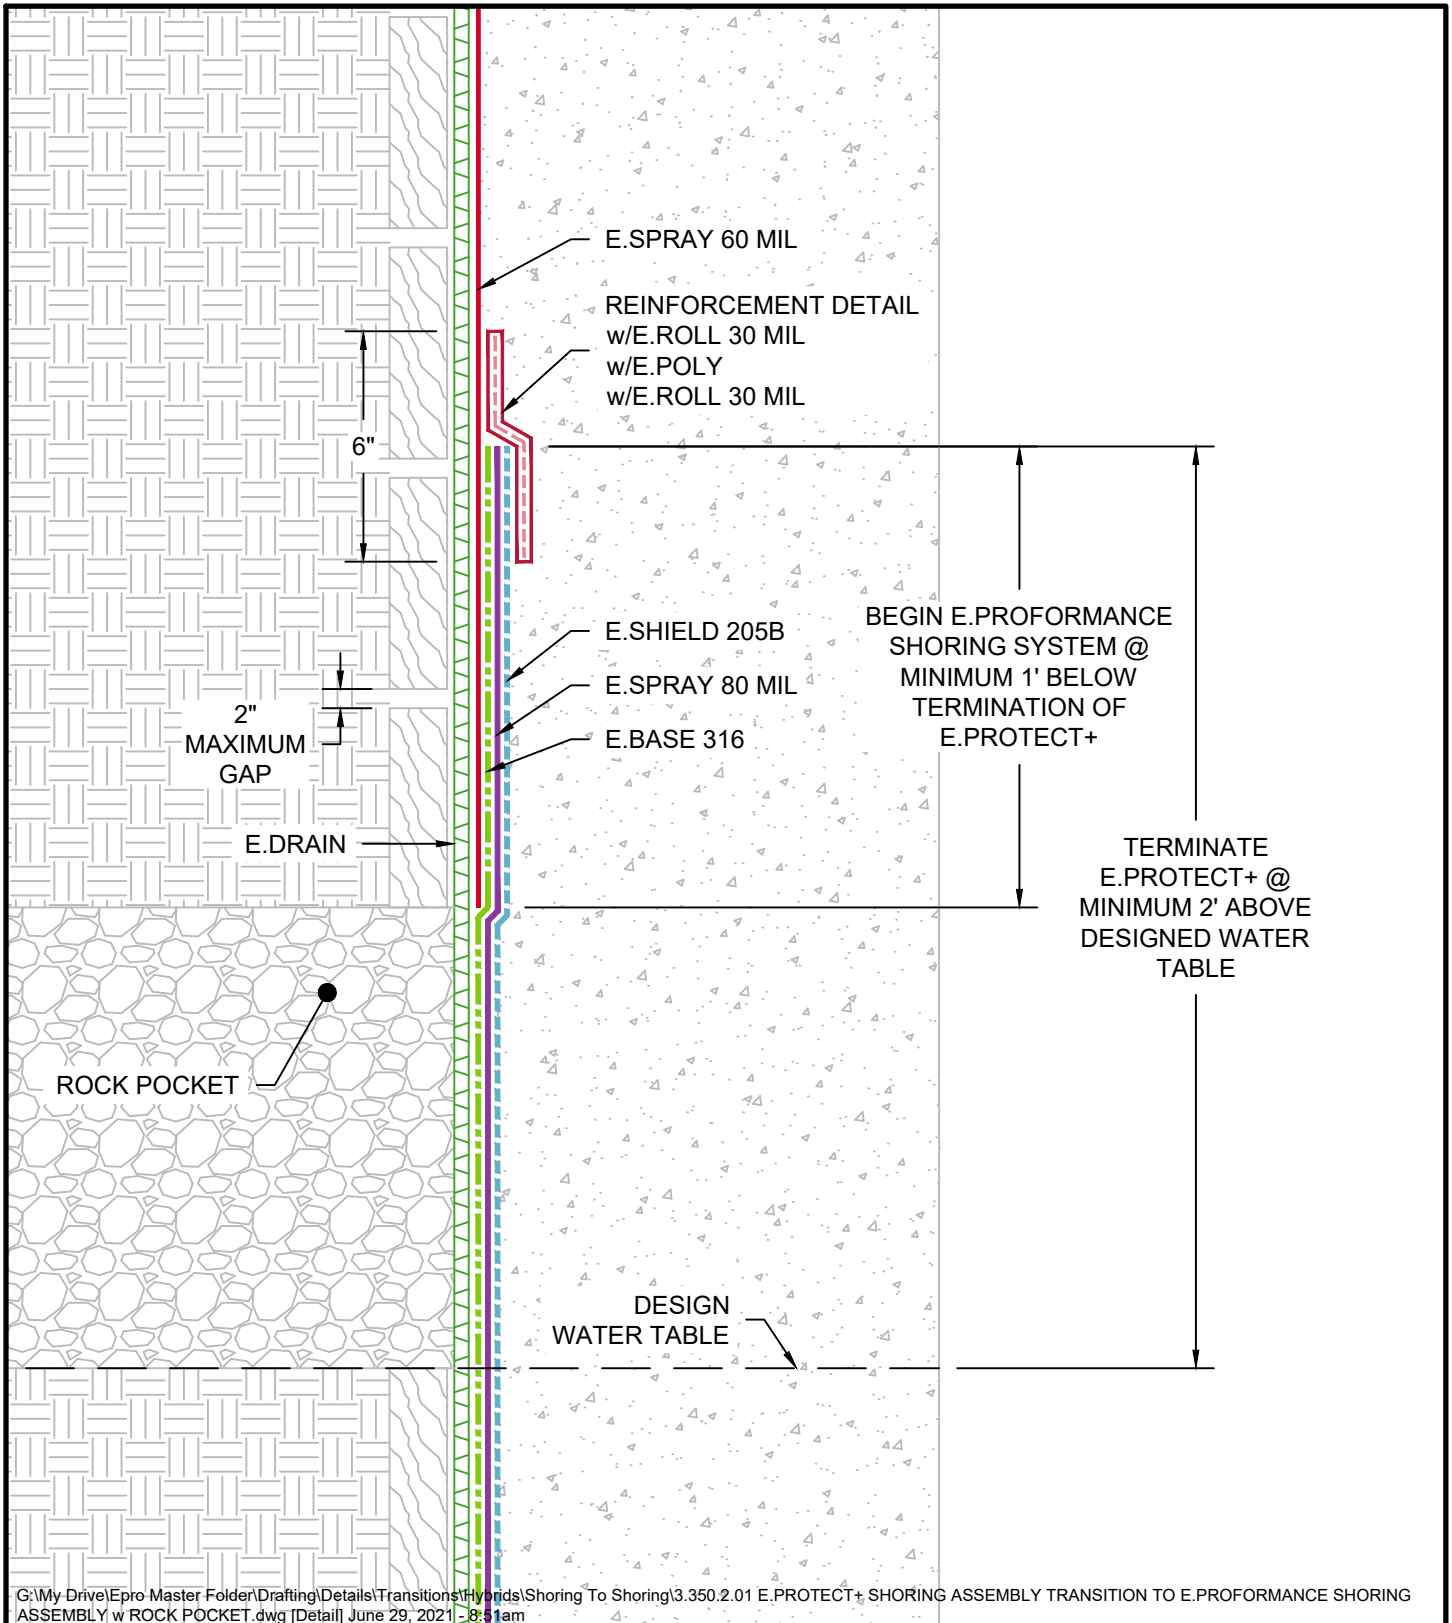 E.SPRAY 60 MIL
REINFORCEMENT DETAIL
w/E.ROLL 30 MIL
w/E.POLY
w/E.ROLL 30 MIL
6"
BEGIN E.PROFORMANCE
SHORING SYSTEM @
MINIMUM 1' BELOW
TERMINATION OF
E.PROTECT+
E.SHIELD 205B
E.SPRAY 80 MIL
E.BASE 316
2"
MAXIMUM
GAP
E.DRAIN
TERMINATE
E.PROTECT+ @
MINIMUM 2' ABOVE
DESIGNED WATER
TABLE
ROCK POCKET
DESIGN
WATER TABLE
G:\My Drive\Epro Master Folder\Drafting\Details\Transitions\Hybrids\Shoring To Shoring\3.350.2.01 E.PROTECT+ SHORING ASSEMBLY TRANSITION TO E.PROFORMANCE SHORING
ASSEMBLY w ROCK POCKET.dwg [Detail] June 29, 2021 - 8:51am